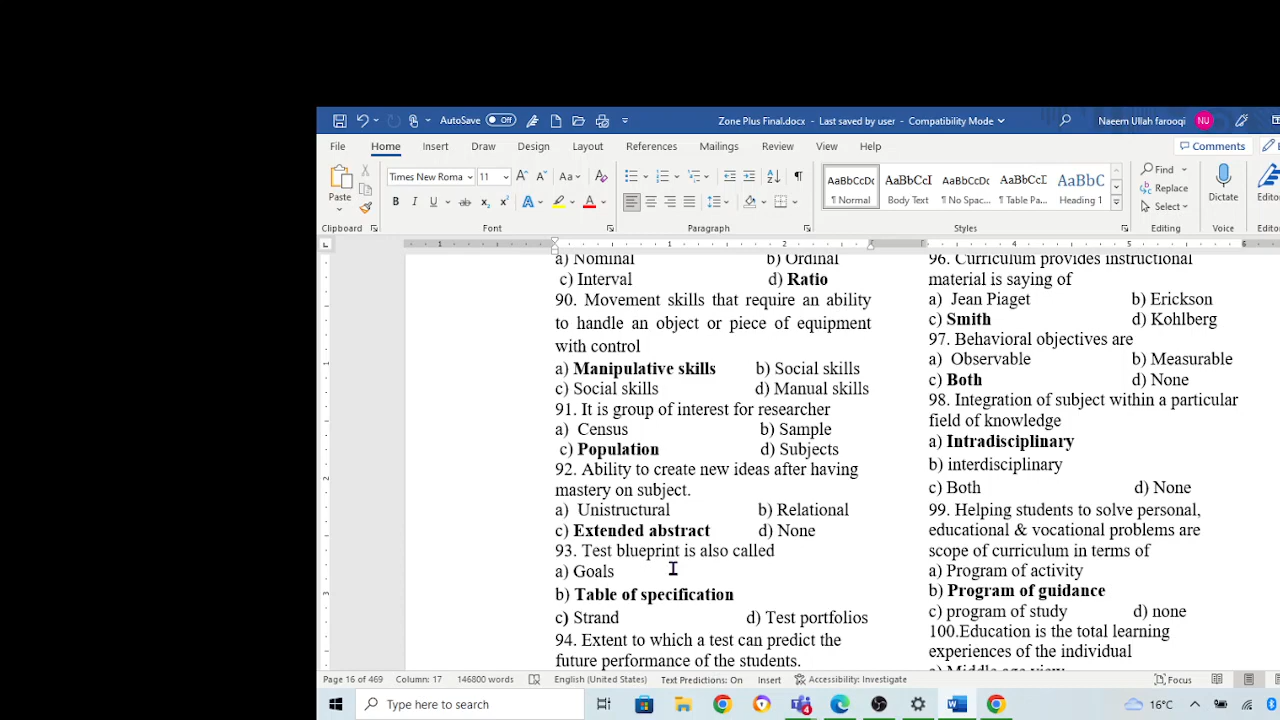 AutoSave Off
Zone Plus Final.docx - Last saved by user - Compatibility Mode
Naeem Ullah farooqi NU
File Home Insert Draw Design Layout References Mailings Review View Help
Comments
Paste
Times New Roma 11
B I U
AaBbCcDc AaBbCcI AaBbCcDc AaBbCcI AaBbC
¶ Normal Body Text ¶ No Spac... ¶ Table Pa... Heading 1
Find
Replace
Select
Dictate
Clipboard Font Paragraph Styles Editing Voice
a) Nominal b) Ordinal
c) Interval d) Ratio
90. Movement skills that require an ability
to handle an object or piece of equipment
with control
a) Manipulative skills b) Social skills
c) Social skills d) Manual skills
91. It is group of interest for researcher
a) Census b) Sample
c) Population d) Subjects
92. Ability to create new ideas after having
mastery on subject.
a) Unistructural b) Relational
c) Extended abstract d) None
93. Test blueprint is also called
a) Goals
b) Table of specification
c) Strand d) Test portfolios
94. Extent to which a test can predict the
future performance of the students.
96. Curriculum provides instructional
material is saying of
a) Jean Piaget b) Erickson
c) Smith d) Kohlberg
97. Behavioral objectives are
a) Observable b) Measurable
c) Both d) None
98. Integration of subject within a particular
field of knowledge
a) Intradisciplinary
b) interdisciplinary
c) Both d) None
99. Helping students to solve personal,
educational & vocational problems are
scope of curriculum in terms of
a) Program of activity
b) Program of guidance
c) program of study d) none
100.Education is the total learning
experiences of the individual
a) Middle age view
Page 16 of 469 Column: 17 146800 words English (United States) Text Predictions: On Insert Accessibility: Investigate Focus
Type here to search
16°C